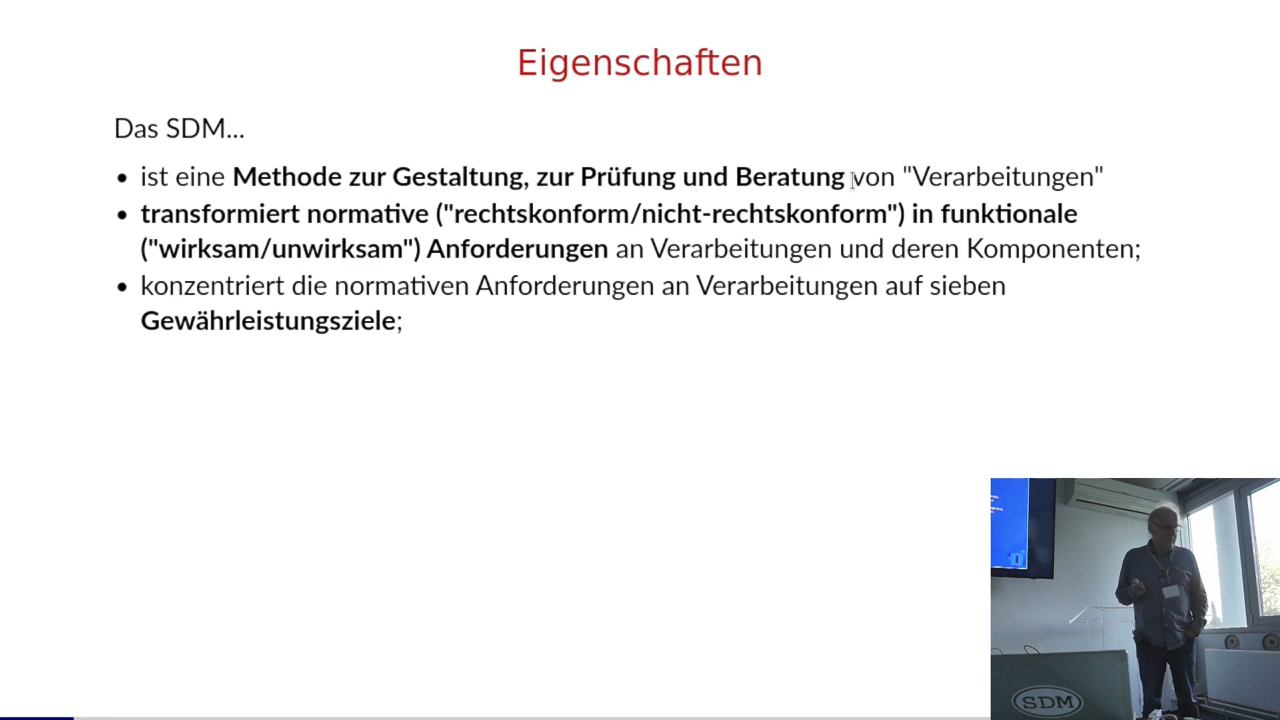 Eigenschaften
Das SDM...
• ist eine Methode zur Gestaltung, zur Prüfung und Beratung von "Verarbeitungen"
• transformiert normative ("rechtskonform/nicht-rechtskonform") in funktionale
("wirksam/unwirksam") Anforderungen an Verarbeitungen und deren Komponenten;
• konzentriert die normativen Anforderungen an Verarbeitungen auf sieben
Gewährleistungsziele;
SDM